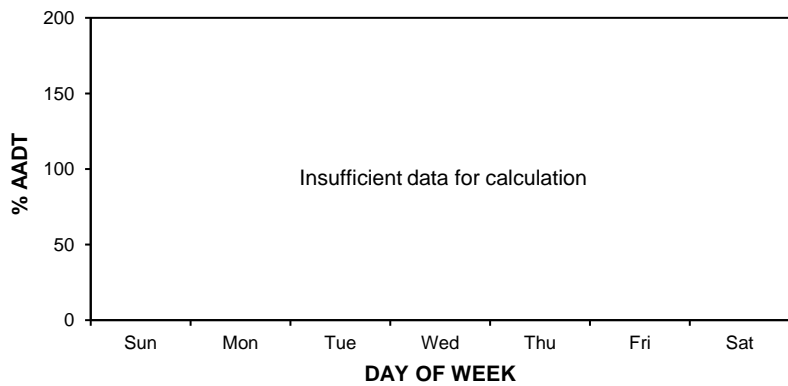 200
150
100
50
0
% AADT
Insufficient data for calculation
Sun Mon Tue Wed Thu Fri Sat
DAY OF WEEK